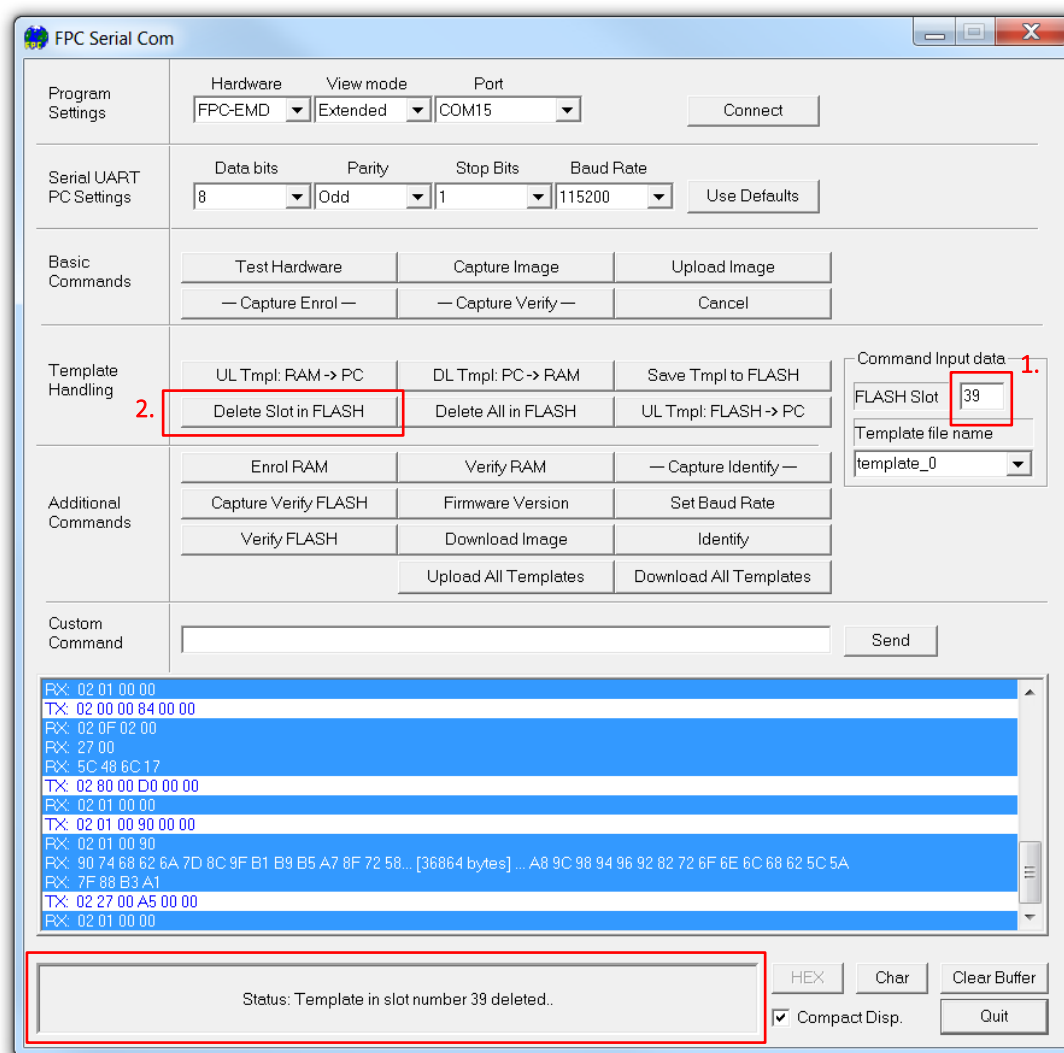 FPC Serial Com
Program
Settings
Hardware View mode Port
FPC-EMD Extended COM15
Connect
Serial UART
PC Settings
Data bits Parity Stop Bits Baud Rate
8 Odd 1 115200
Use Defaults
Basic
Commands
Test Hardware Capture Image Upload Image
— Capture Enrol — — Capture Verify — Cancel
Template
Handling
UL Tmpl: RAM -> PC DL Tmpl: PC -> RAM Save Tmpl to FLASH
2. Delete Slot in FLASH Delete All in FLASH UL Tmpl: FLASH -> PC
Command Input data
1.
FLASH Slot 39
Template file name
template_0
Additional
Commands
Enrol RAM Verify RAM — Capture Identify —
Capture Verify FLASH Firmware Version Set Baud Rate
Verify FLASH Download Image Identify
Upload All Templates Download All Templates
Custom
Command
Send
RX: 02 01 00 00
TX: 02 00 00 84 00 00
RX: 02 0F 02 00
RX: 27 00
RX: 5C 48 6C 17
TX: 02 80 00 D0 00 00
RX: 02 01 00 00
TX: 02 01 00 90 00 00
RX: 02 01 00 90
RX: 90 74 68 62 6A 7D 8C 9F B1 B9 B5 A7 8F 72 58... [36864 bytes] ... A8 9C 98 94 96 92 82 72 6F 6E 6C 68 62 5C 5A
RX: 7F 88 B3 A1
TX: 02 27 00 A5 00 00
RX: 02 01 00 00
Status: Template in slot number 39 deleted..
HEX Char Clear Buffer
Compact Disp. Quit